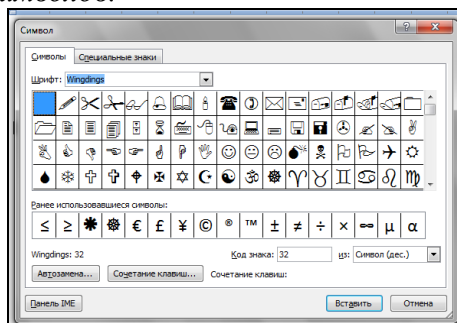 Символ
Символы Специальные знаки
Шрифт: Wingdings
Ранее использовавшиеся символы:
≤ ≥ € £ ¥ © ® ™ ± ≠ ÷ × ∞ µ α
Wingdings: 32 Код знака: 32 из: Символ (дес.)
Автозамена... Сочетание клавиш... Сочетание клавиш:
Панель IME Вставить Отмена